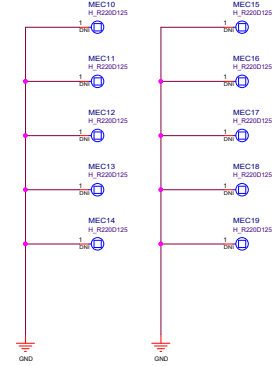 MEC10
H_R220D125
1
DNI
MEC11
H_R220D125
1
DNI
MEC12
H_R220D125
1
DNI
MEC13
H_R220D125
1
DNI
MEC14
H_R220D125
1
DNI
GND
MEC15
H_R220D125
1
DNI
MEC16
H_R220D125
1
DNI
MEC17
H_R220D125
1
DNI
MEC18
H_R220D125
1
DNI
MEC19
H_R220D125
1
DNI
GND